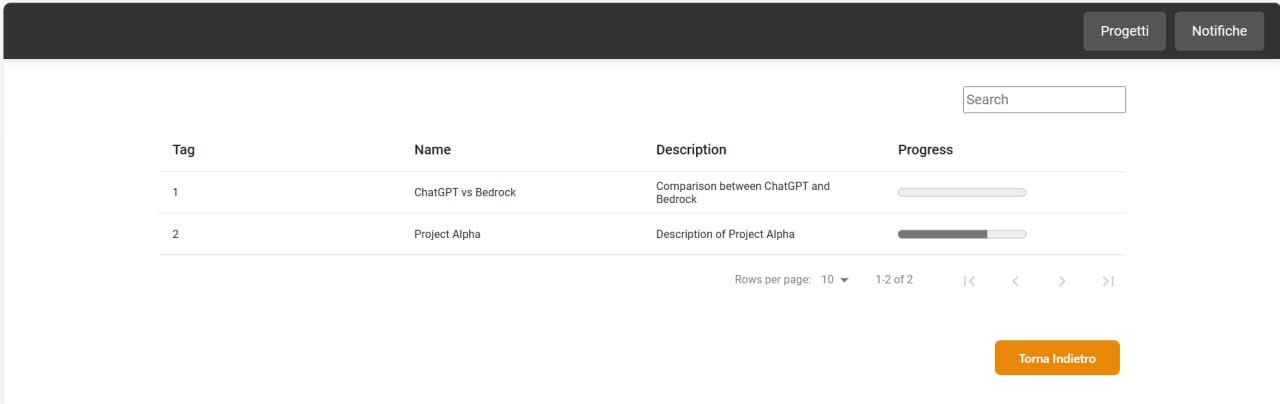 Progetti Notifiche
Search
Tag Name Description Progress
1 ChatGPT vs Bedrock Comparison between ChatGPT and
Bedrock
2 Project Alpha Description of Project Alpha
Rows per page: 10 1-2 of 2
Torna Indietro